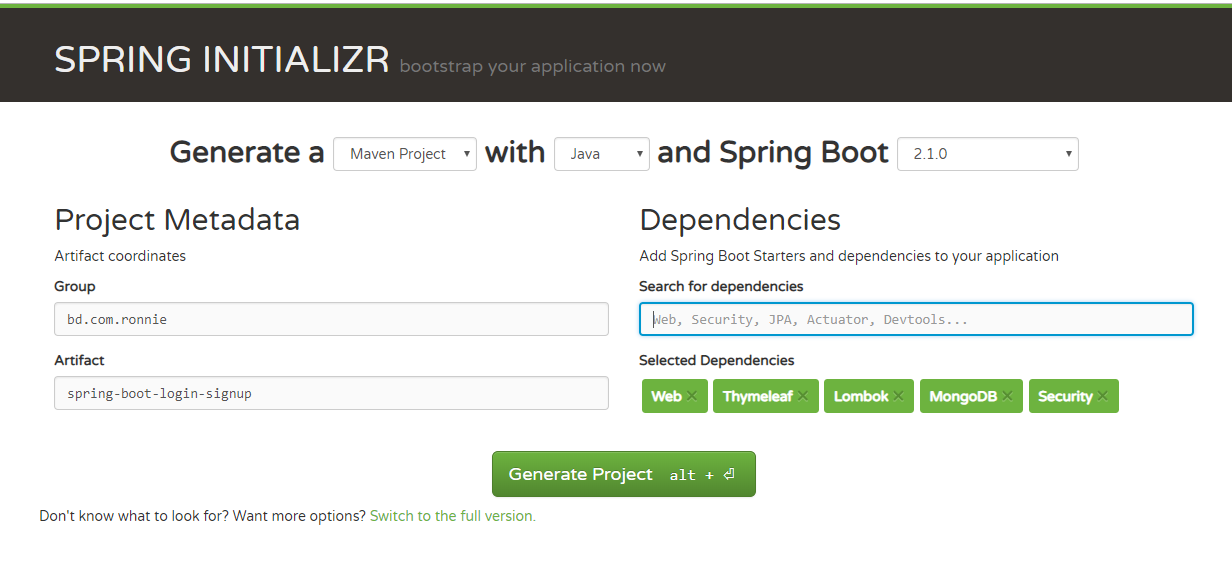 SPRING INITIALIZR bootstrap your application now
Generate a Maven Project with Java and Spring Boot 2.1.0
Project Metadata
Artifact coordinates
Group
bd.com.ronnie
Artifact
spring-boot-login-signup
Dependencies
Add Spring Boot Starters and dependencies to your application
Search for dependencies
Web, Security, JPA, Actuator, Devtools...
Selected Dependencies
Web × Thymeleaf × Lombok × MongoDB × Security ×
Generate Project alt + ⏎
Don't know what to look for? Want more options? Switch to the full version.